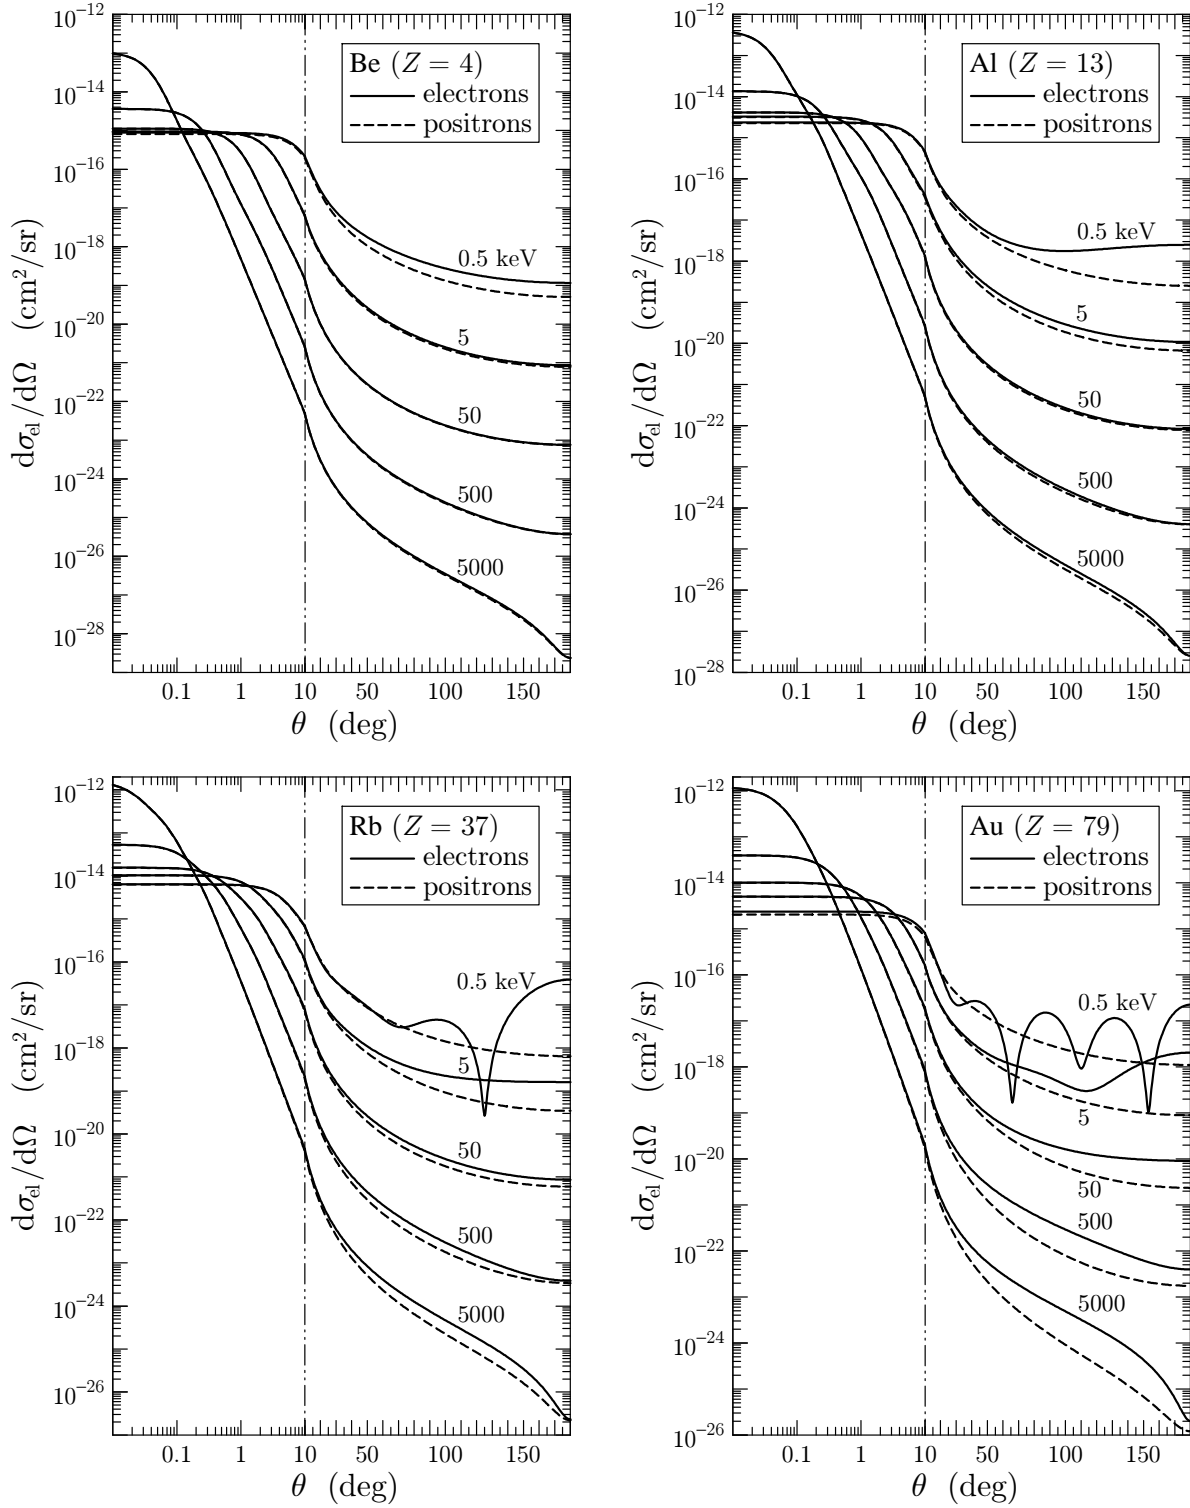 10^−12
10^−14
10^−16
10^−18
10^−20
10^−22
10^−24
10^−26
10^−28
dσ_el/dΩ (cm^2/sr)
Be (Z = 4)
electrons
positrons
0.5 keV
5
50
500
5000
0.1 1 10 50 100 150
θ (deg)
10^−12
10^−14
10^−16
10^−18
10^−20
10^−22
10^−24
10^−26
10^−28
dσ_el/dΩ (cm^2/sr)
Al (Z = 13)
electrons
positrons
0.5 keV
5
50
500
5000
0.1 1 10 50 100 150
θ (deg)
10^−12
10^−14
10^−16
10^−18
10^−20
10^−22
10^−24
10^−26
dσ_el/dΩ (cm^2/sr)
Rb (Z = 37)
electrons
positrons
0.5 keV
5
50
500
5000
0.1 1 10 50 100 150
θ (deg)
10^−12
10^−14
10^−16
10^−18
10^−20
10^−22
10^−24
10^−26
dσ_el/dΩ (cm^2/sr)
Au (Z = 79)
electrons
positrons
0.5 keV
5
50
500
5000
0.1 1 10 50 100 150
θ (deg)